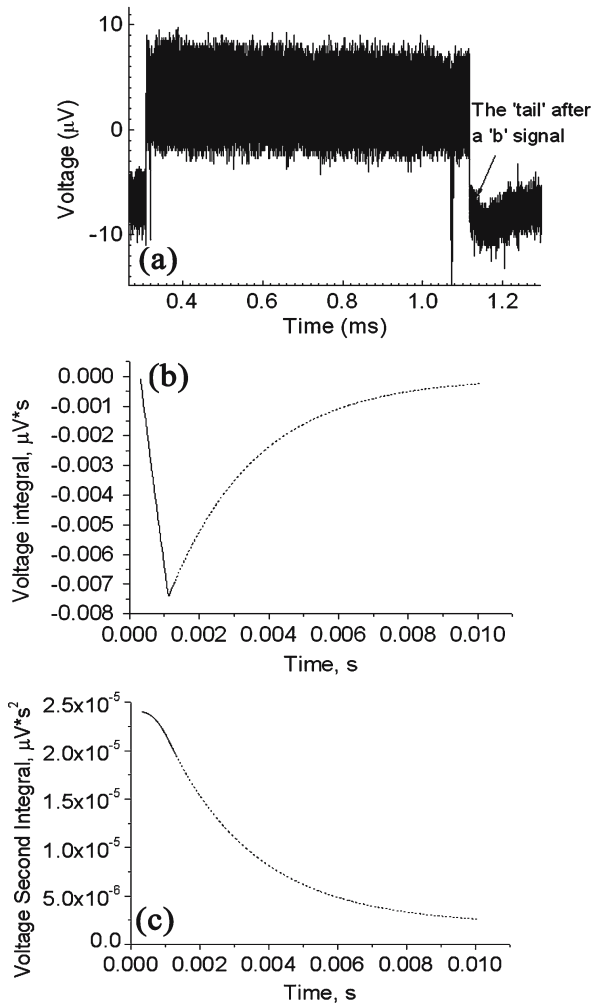 10
0
-10
Voltage (μV)
The 'tail' after
a 'b' signal
(a)
0.4 0.6 0.8 1.0 1.2
Time (ms)
(b)
0.000
-0.001
-0.002
-0.003
-0.004
-0.005
-0.006
-0.007
-0.008
Voltage integral, μV*s
0.000 0.002 0.004 0.006 0.008 0.010
Time, s
2.5x10⁻⁵
2.0x10⁻⁵
1.0x10⁻⁵
1.0x10⁻⁵
5.0x10⁻⁶
0.0
Voltage Second Integral, μV*s²
(c)
0.000 0.002 0.004 0.006 0.008 0.010
Time, s